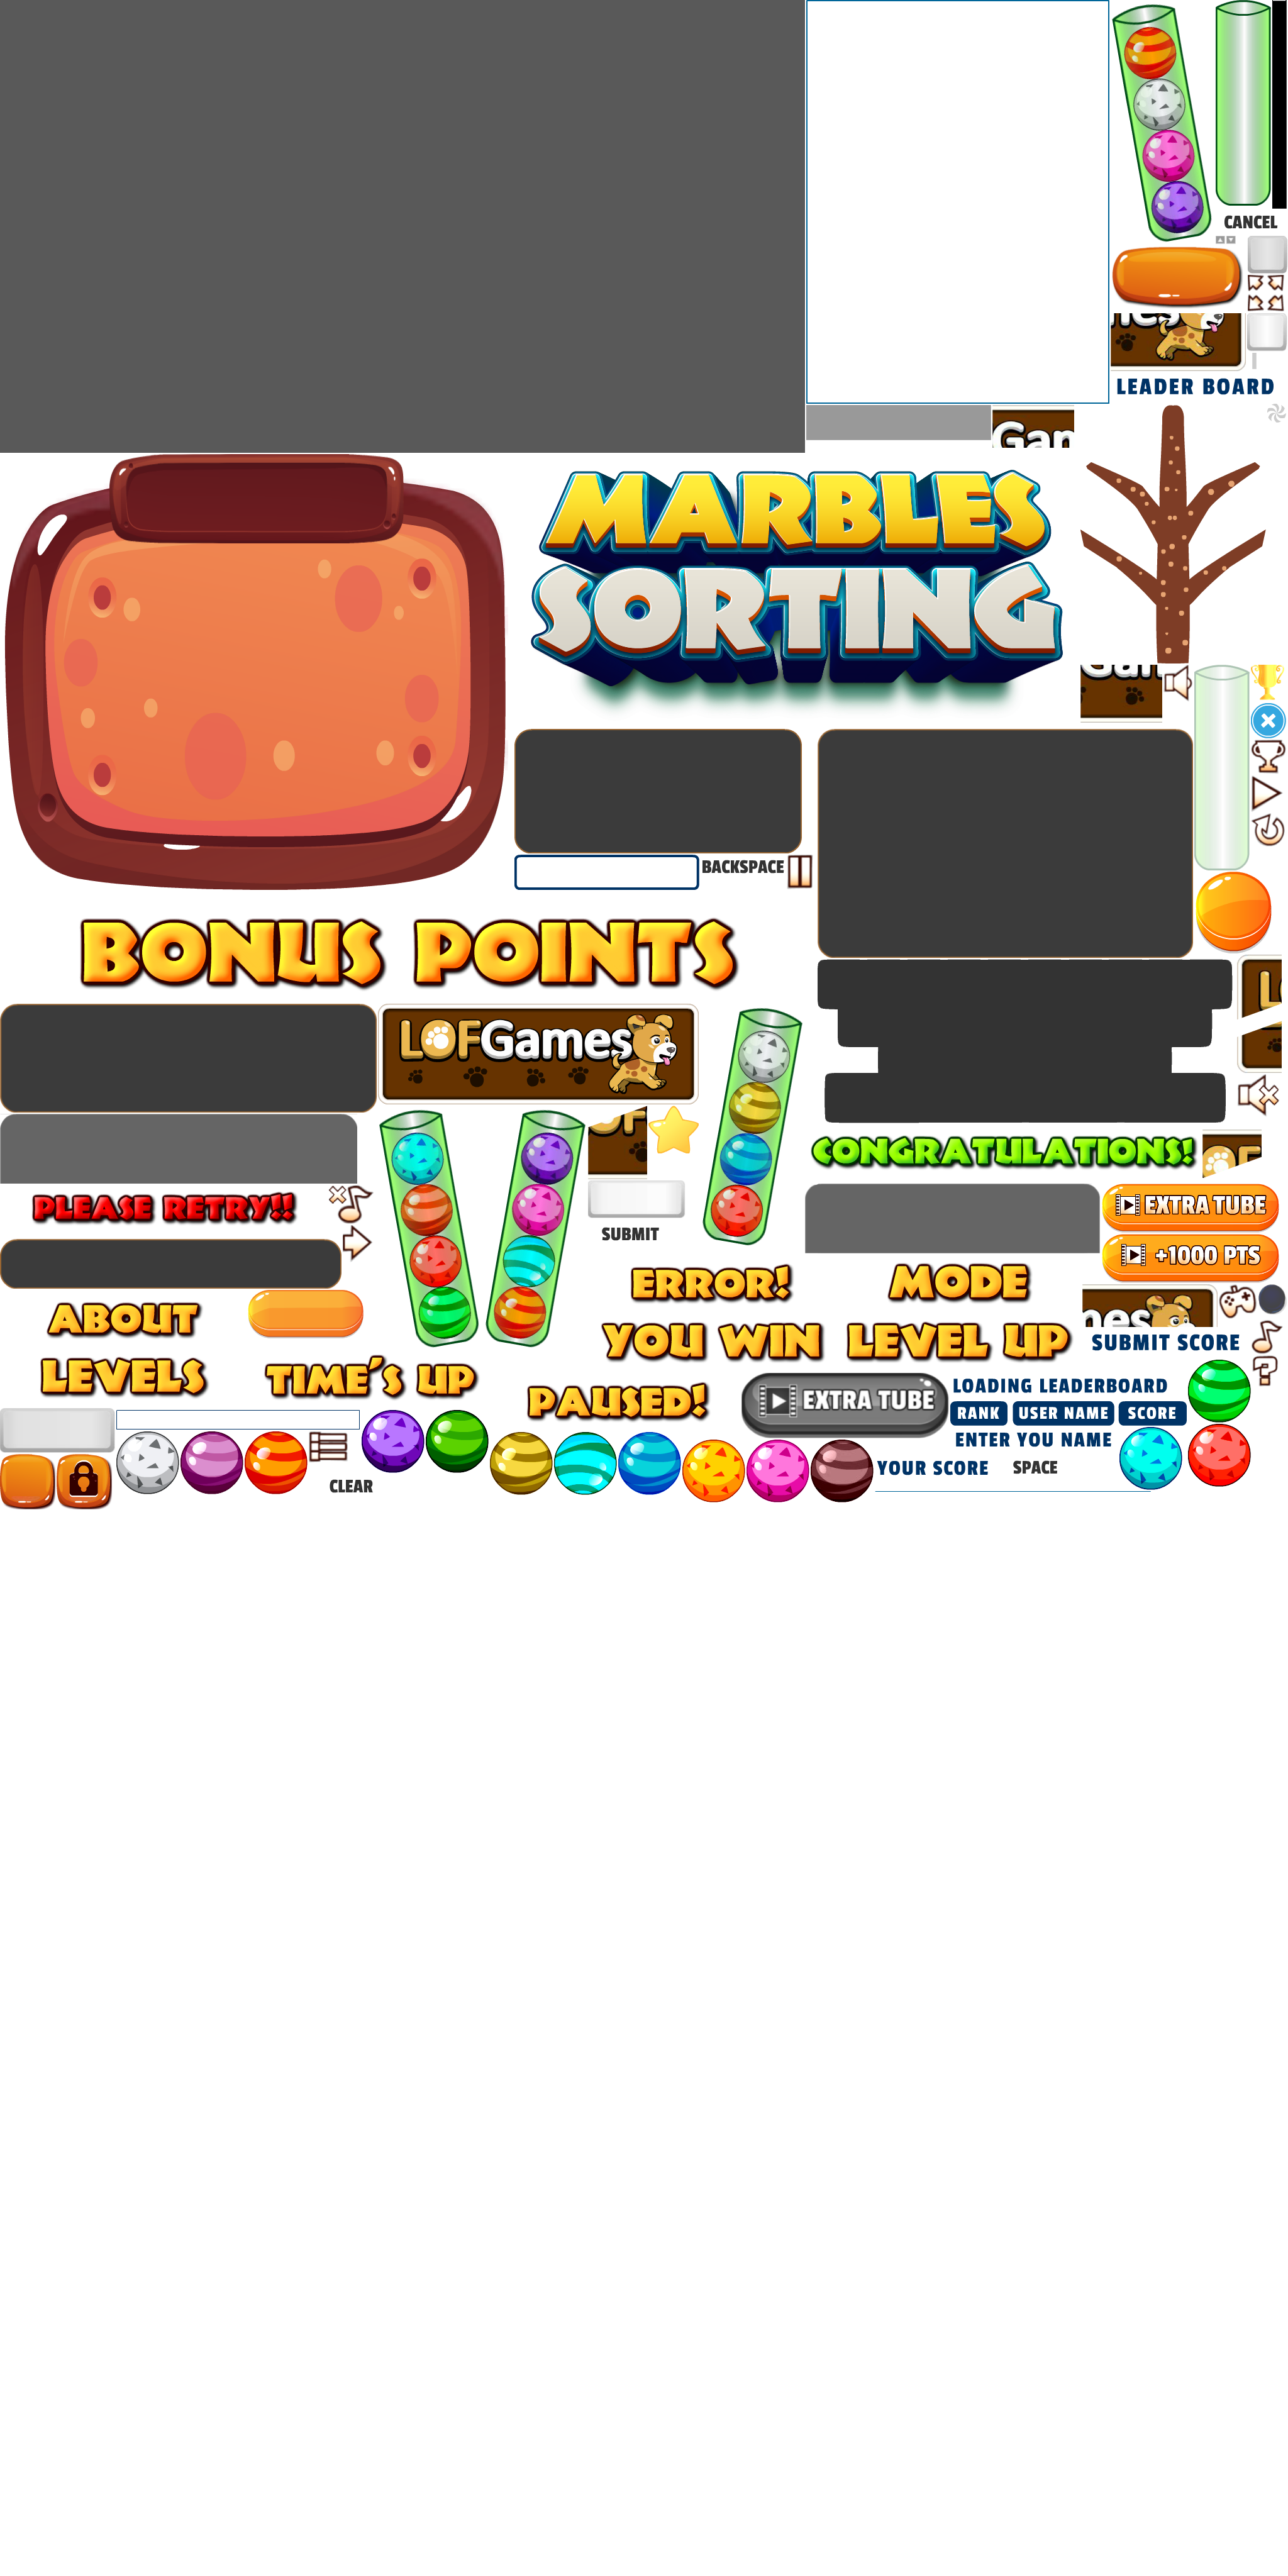 CANCEL
LEADER BOARD
Gan
MARBLES
SORTING
BACKSPACE
BONUS POINTS
LOFGames
CONGRATULATIONS!
PLEASE RETRY!!
EXTRA TUBE
SUBMIT
+1000 PTS
ERROR!
MODE
ABOUT
YOU WIN
LEVEL UP
SUBMIT SCORE
LEVELS
TIME'S UP
PAUSED!
EXTRA TUBE
LOADING LEADERBOARD
RANK
USER NAME
SCORE
ENTER YOU NAME
YOUR SCORE
SPACE
CLEAR